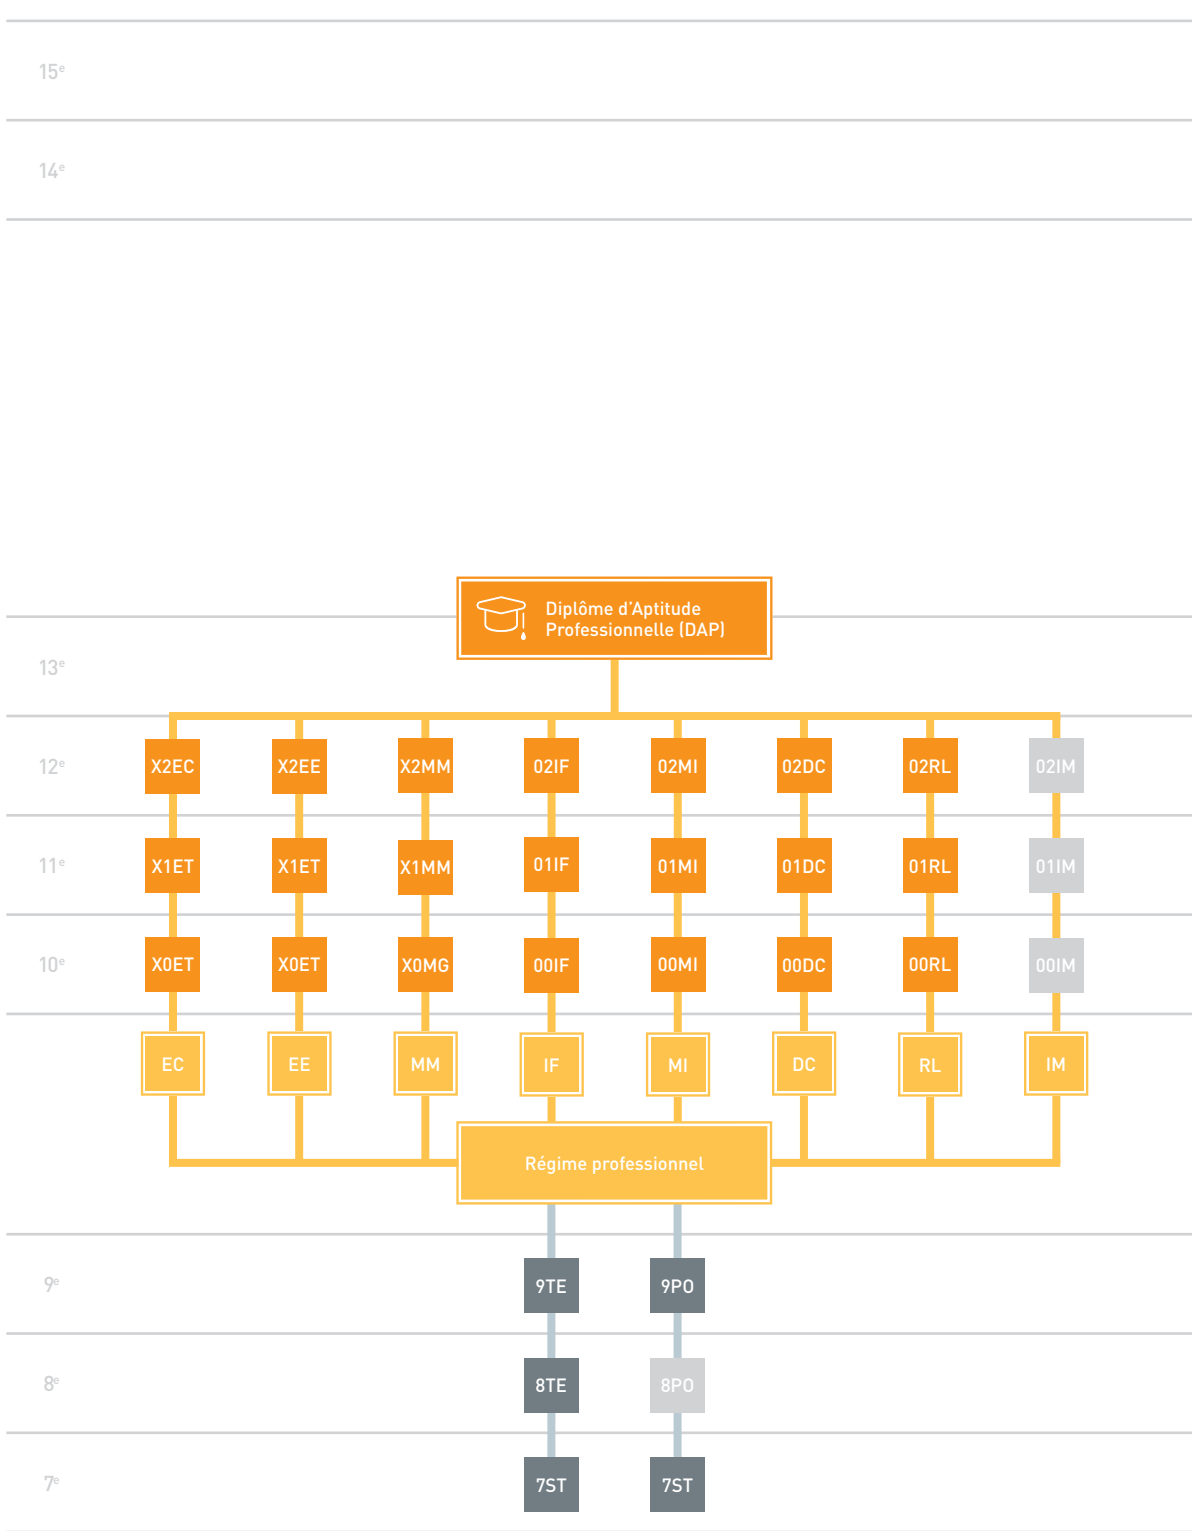 15e
14e
Diplôme d'Aptitude
Professionnelle (DAP)
13e
12e X2EC X2EE X2MM 02IF 02MI 02DC 02RL 02IM
11e X1ET X1ET X1MM 01IF 01MI 01DC 01RL 01IM
10e X0ET X0ET X0MG 00IF 00MI 00DC 00RL 00IM
EC EE MM IF MI DC RL IM
Régime professionnel
9e 9TE 9PO
8e 8TE 8PO
7e 7ST 7ST